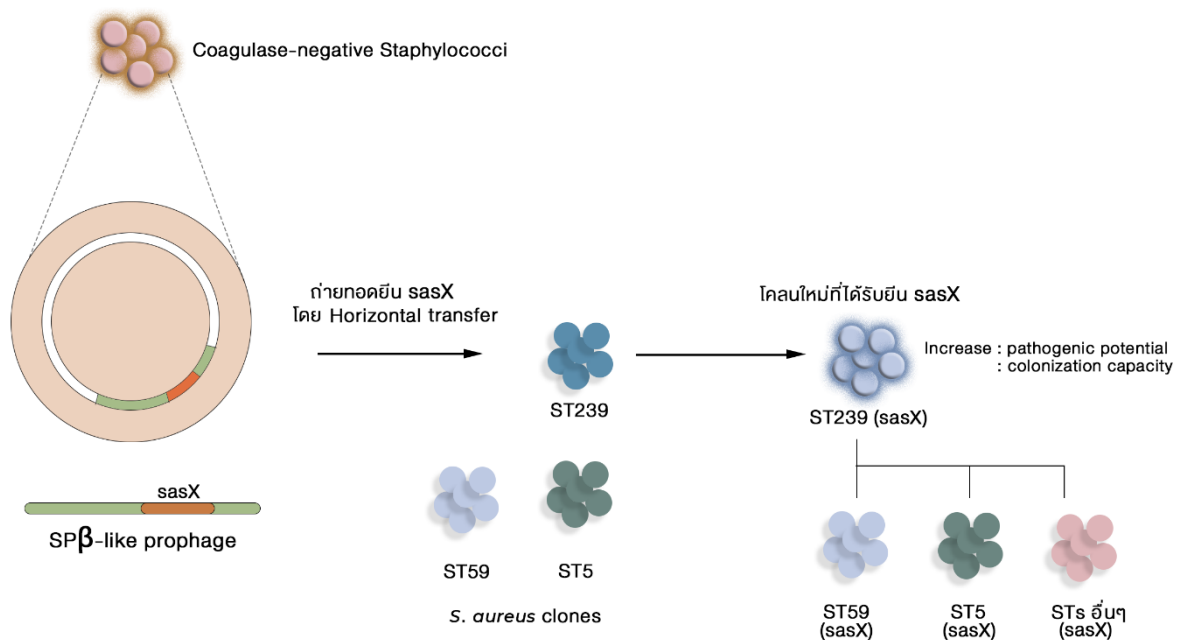 Coagulase-negative Staphylococci
ถ่ายทอดยีน sasX
โดย Horizontal transfer
โคลนใหม่ที่ได้รับยีน sasX
Increase : pathogenic potential
: colonization capacity
ST239
ST239 (sasX)
sasX
SPβ-like prophage
ST59
ST5
S. aureus clones
ST59
(sasX)
ST5
(sasX)
STs อื่นๆ
(sasX)